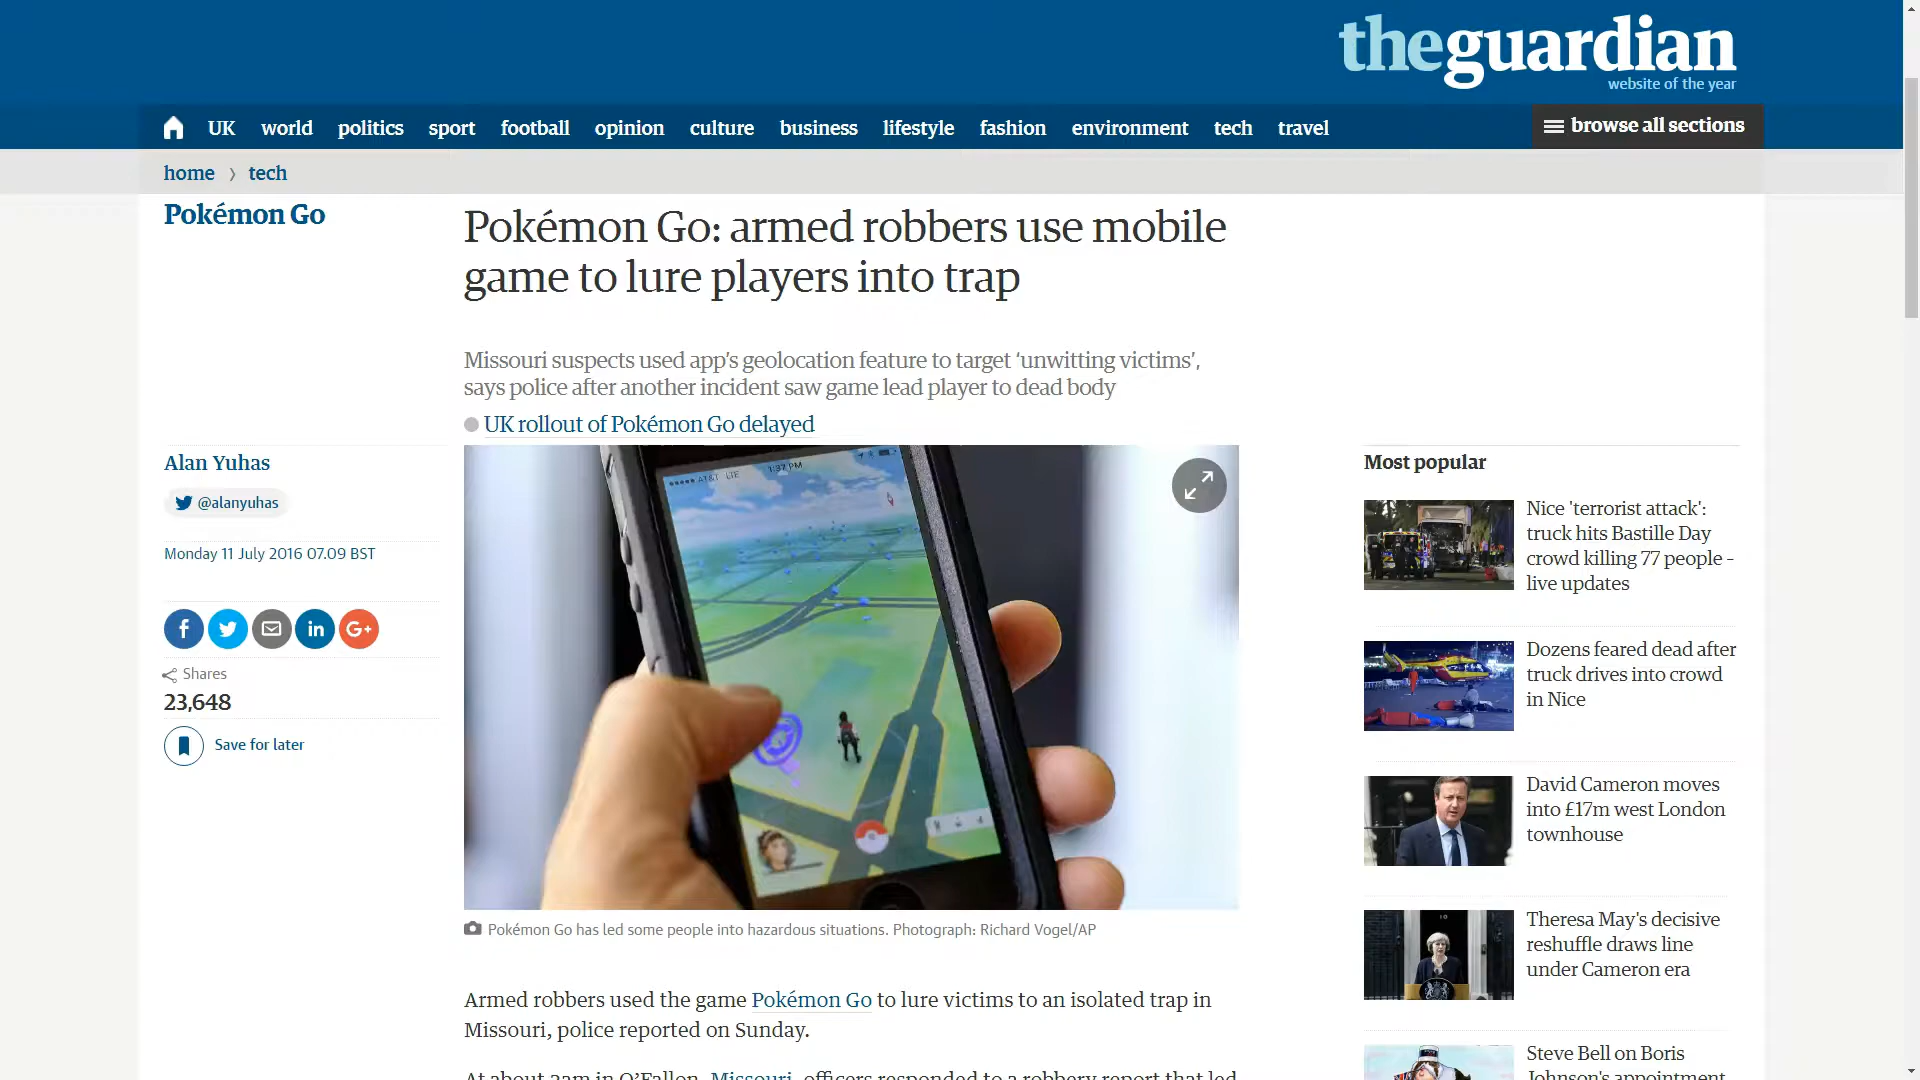 theguardian
website of the year
UK world politics sport football opinion culture business lifestyle fashion environment tech travel
browse all sections
home › tech
Pokémon Go
Pokémon Go: armed robbers use mobile
game to lure players into trap
Missouri suspects used app's geolocation feature to target ‘unwitting victims’,
says police after another incident saw game lead player to dead body
UK rollout of Pokémon Go delayed
Alan Yuhas
@alanyuhas
Monday 11 July 2016 07.09 BST
Shares
23,648
Save for later
AT&T LTE 1:37 PM
Pokémon Go has led some people into hazardous situations. Photograph: Richard Vogel/AP
Armed robbers used the game Pokémon Go to lure victims to an isolated trap in
Missouri, police reported on Sunday.
At about 2am in O’Fallon, Missouri, officers responded to a robbery report that led
Most popular
Nice 'terrorist attack':
truck hits Bastille Day
crowd killing 77 people –
live updates
Dozens feared dead after
truck drives into crowd
in Nice
David Cameron moves
into £17m west London
townhouse
Theresa May's decisive
reshuffle draws line
under Cameron era
Steve Bell on Boris
Johnson's appointment